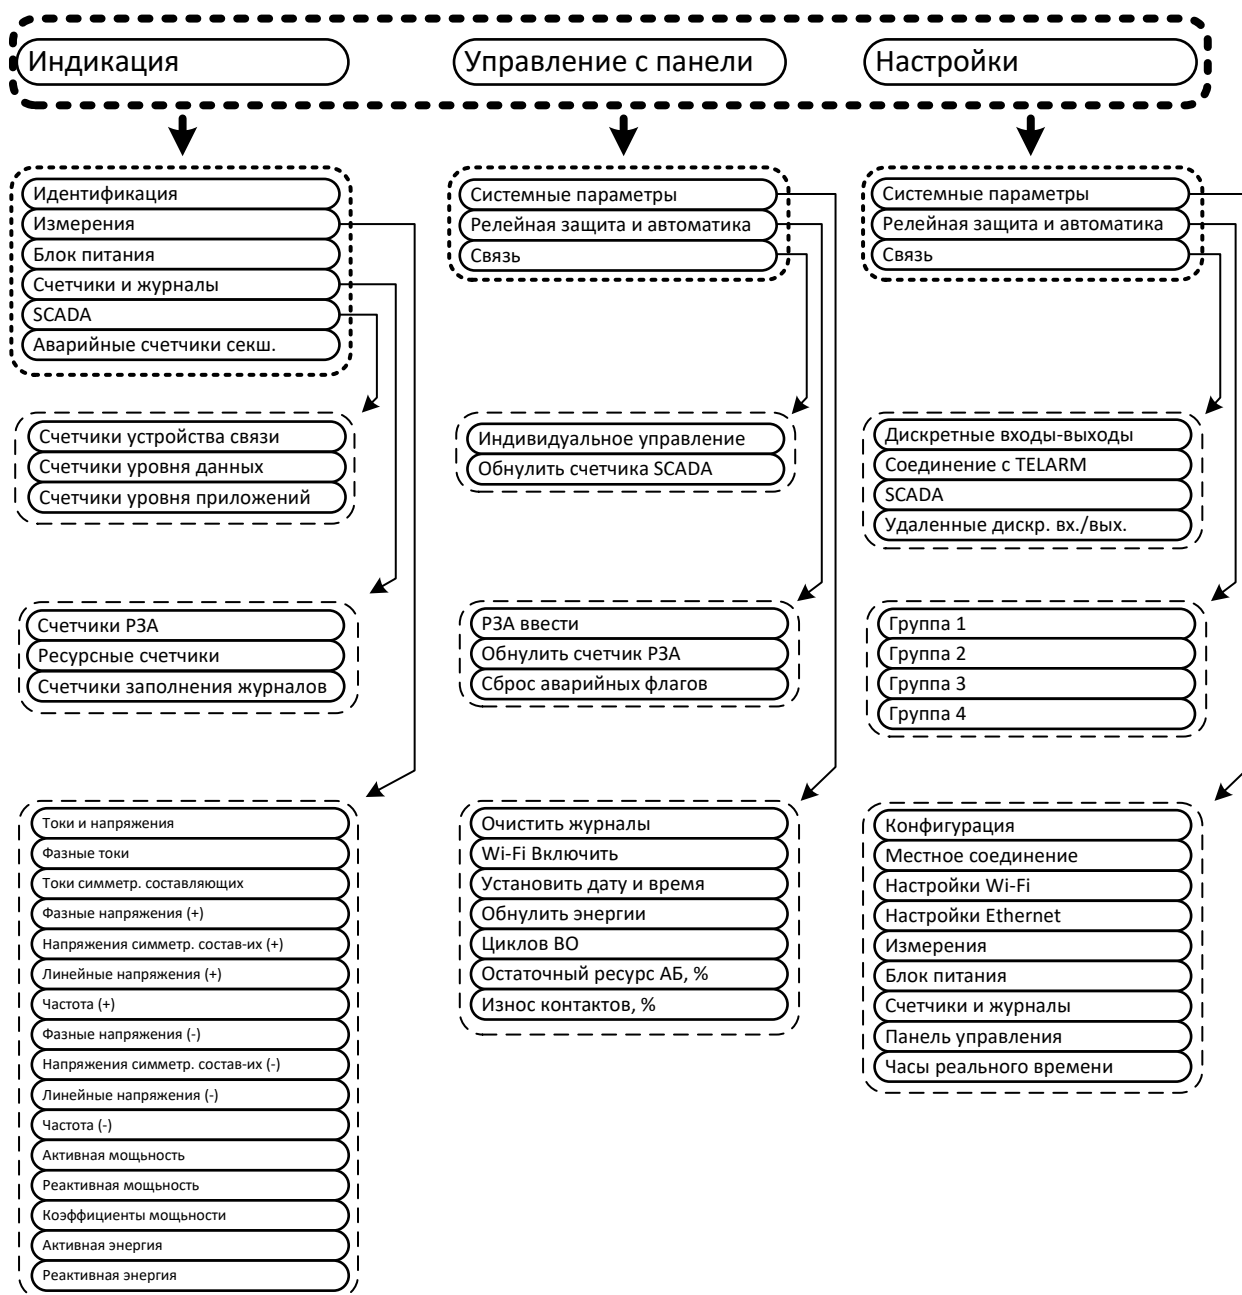 Индикация
Управление с панели
Настройки
Идентификация
Измерения
Блок питания
Счетчики и журналы
SCADA
Аварийные счетчики секш.
Системные параметры
Релейная защита и автоматика
Связь
Системные параметры
Релейная защита и автоматика
Связь
Счетчики устройства связи
Счетчики уровня данных
Счетчики уровня приложений
Индивидуальное управление
Обнулить счетчика SCADA
Дискретные входы-выходы
Соединение с TELARM
SCADA
Удаленные дискр. вх./вых.
Счетчики РЗА
Ресурсные счетчики
Счетчики заполнения журналов
РЗА ввести
Обнулить счетчик РЗА
Сброс аварийных флагов
Группа 1
Группа 2
Группа 3
Группа 4
Токи и напряжения
Фазные токи
Токи симметр. составляющих
Фазные напряжения (+)
Напряжения симметр. состав-их (+)
Линейные напряжения (+)
Частота (+)
Фазные напряжения (-)
Напряжения симметр. состав-их (-)
Линейные напряжения (-)
Частота (-)
Активная мощьность
Реактивная мощьность
Коэффициенты мощьности
Активная энергия
Реактивная энергия
Очистить журналы
Wi-Fi Включить
Установить дату и время
Обнулить энергии
Циклов ВО
Остаточный ресурс АБ, %
Износ контактов, %
Конфигурация
Местное соединение
Настройки Wi-Fi
Настройки Ethernet
Измерения
Блок питания
Счетчики и журналы
Панель управления
Часы реального времени